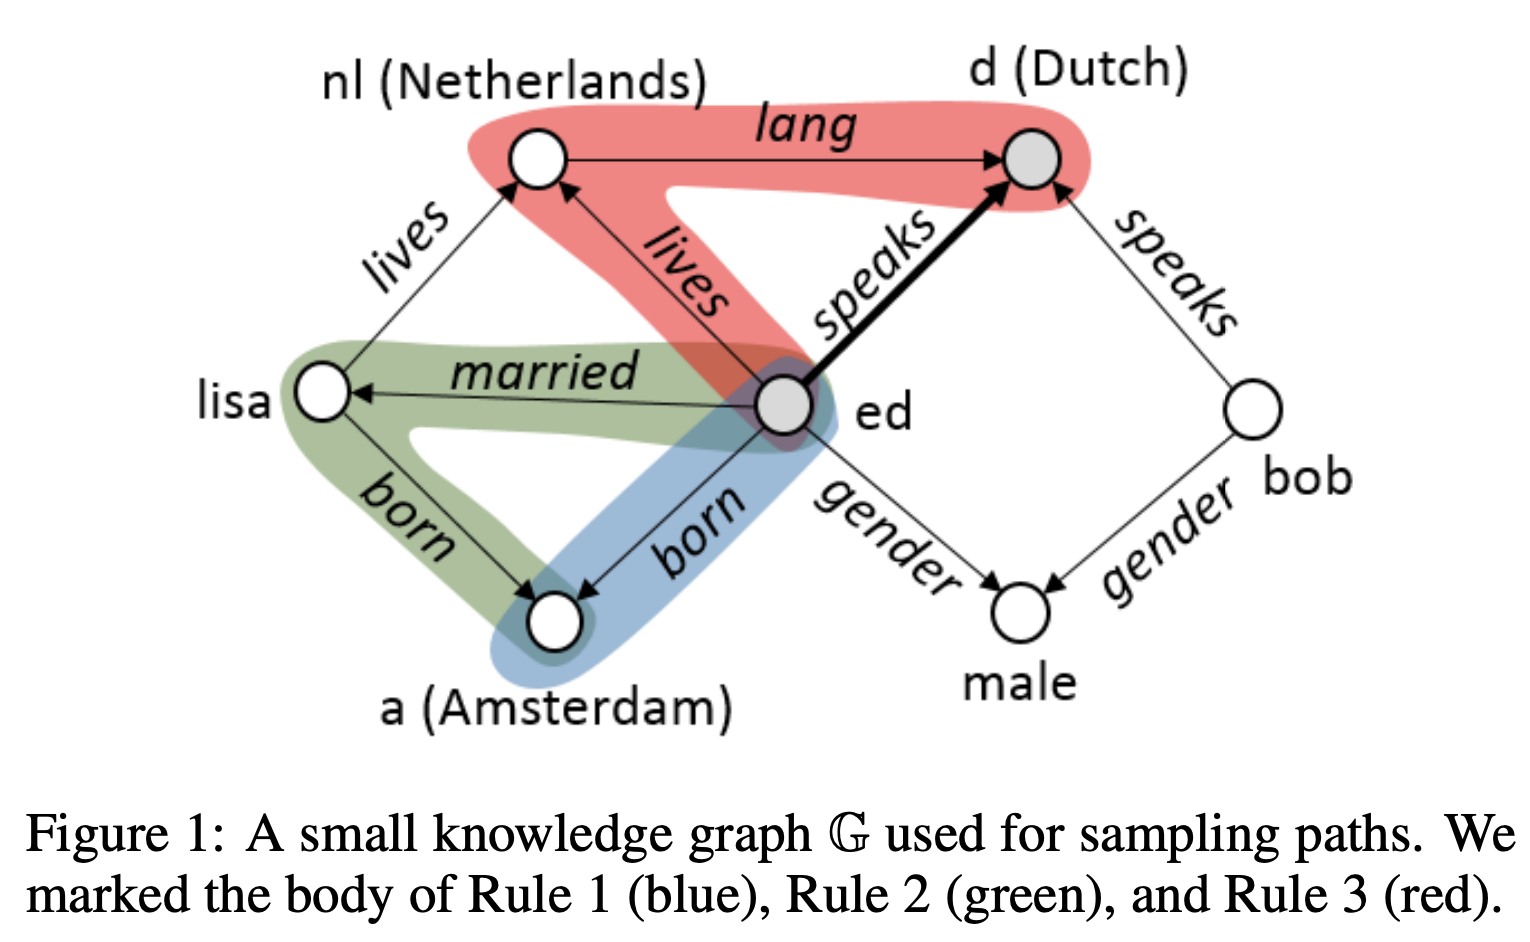 nl (Netherlands)
d (Dutch)
lang
lives
lives
speaks
speaks
married
lisa
ed
bob
born
born
gender
gender
a (Amsterdam)
male
Figure 1: A small knowledge graph 𝔾 used for sampling paths. We
marked the body of Rule 1 (blue), Rule 2 (green), and Rule 3 (red).